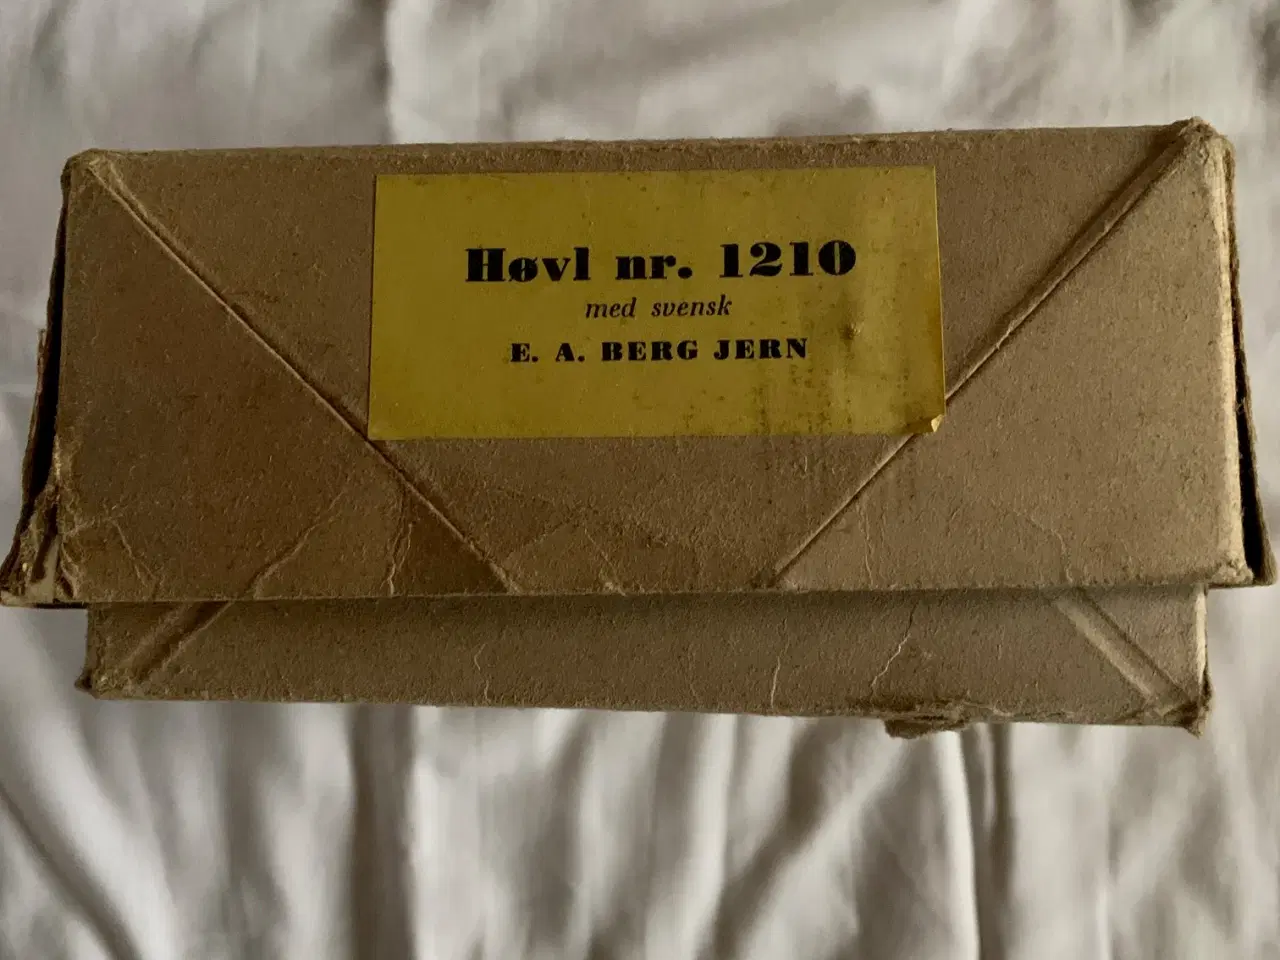 Høvl nr. 1210
med svensk
E. A. BERG JERN